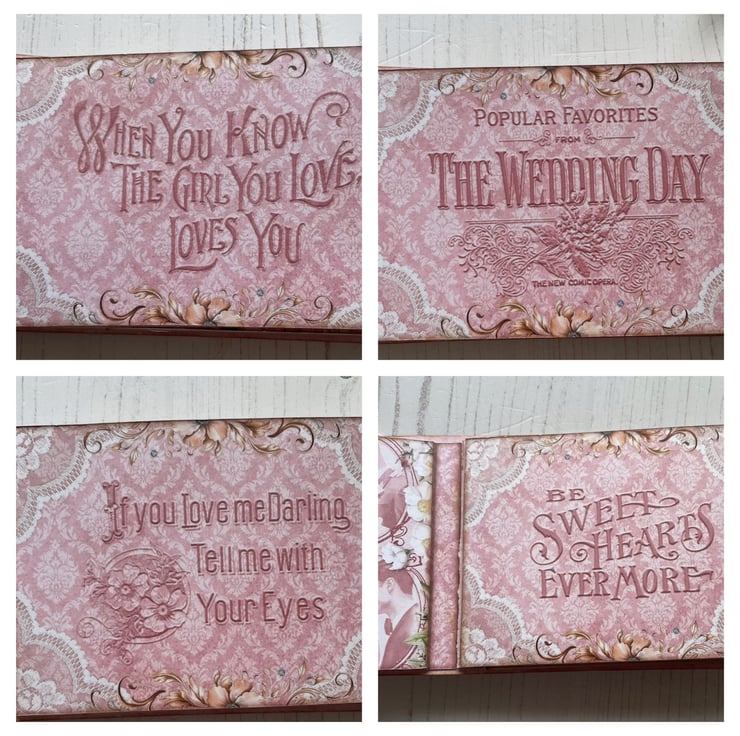 When You Know
The Girl You Love,
Loves You
Popular Favorites
from
The Wedding Day
The New Comic Opera.
If you Love me Darling,
Tell me with
Your Eyes
Be
Sweet
Hearts
Ever More